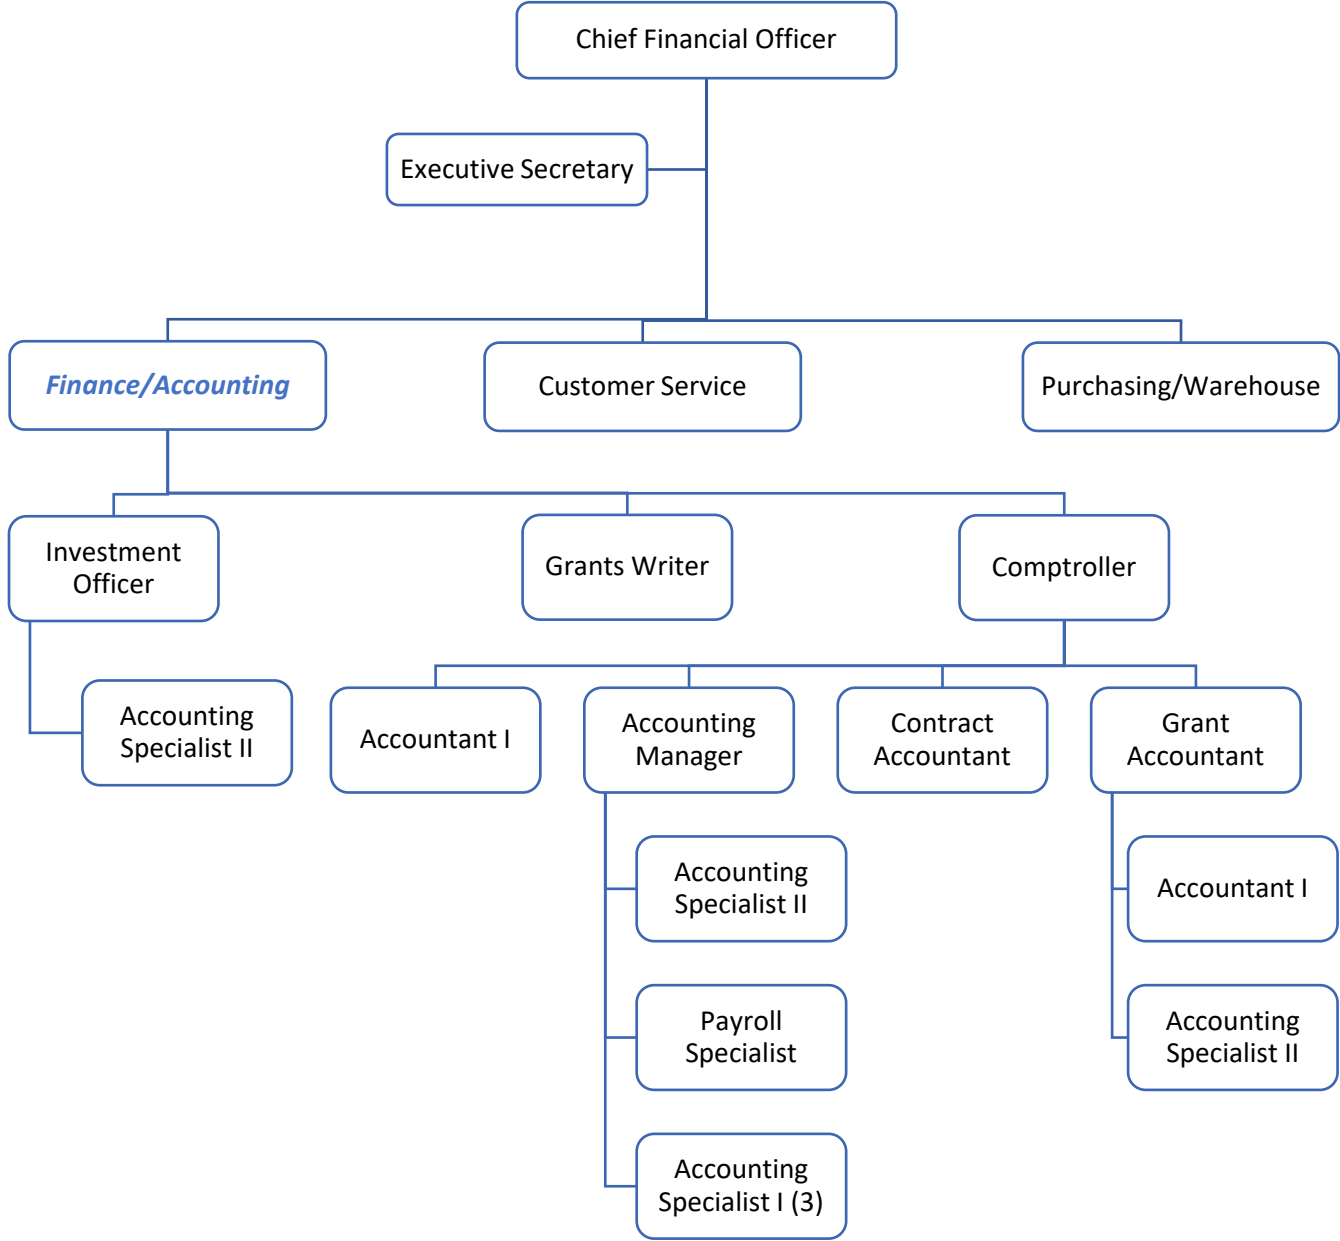 Chief Financial Officer
Executive Secretary
Finance/Accounting
Customer Service
Purchasing/Warehouse
Investment
Officer
Grants Writer
Comptroller
Accounting
Specialist II
Accountant I
Accounting
Manager
Contract
Accountant
Grant
Accountant
Accounting
Specialist II
Accountant I
Payroll
Specialist
Accounting
Specialist II
Accounting
Specialist I (3)